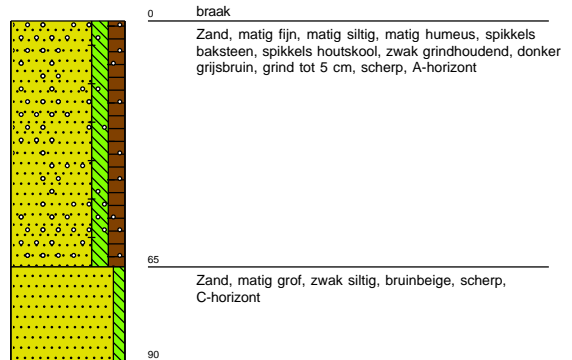 0 braak
Zand, matig fijn, matig siltig, matig humeus, spikkels
baksteen, spikkels houtskool, zwak grindhoudend, donker
grijsbruin, grind tot 5 cm, scherp, A-horizont
65
Zand, matig grof, zwak siltig, bruinbeige, scherp,
C-horizont
90